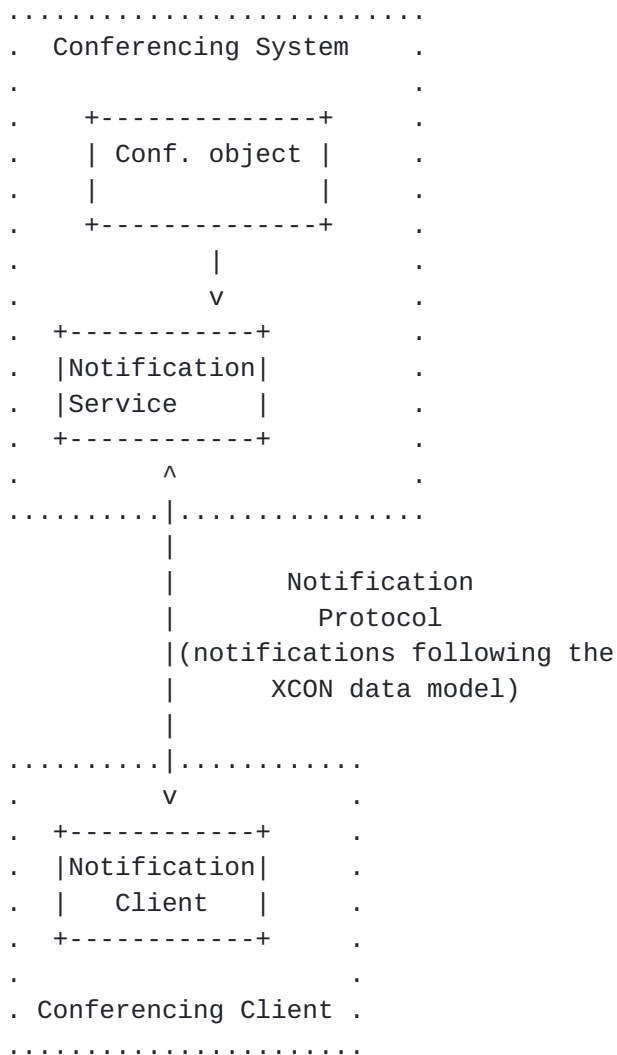 Conferencing System
Conf. object
Notification
Service
Notification
Protocol
(notifications following the
XCON data model)
Notification
Client
Conferencing Client